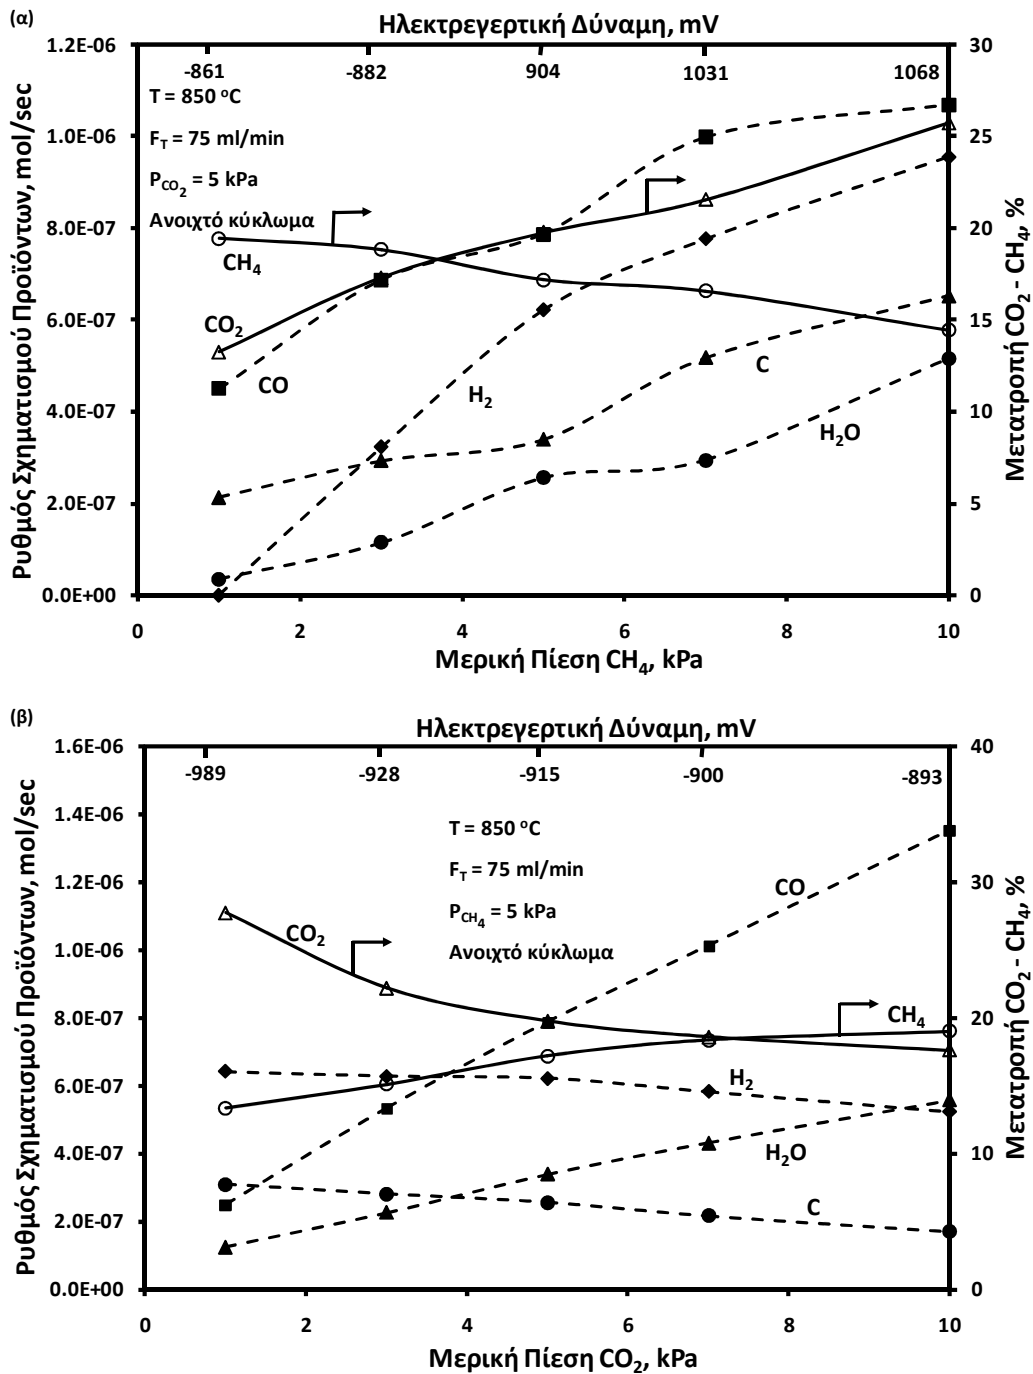 (α)
Ηλεκτρεγερτική Δύναμη, mV
1.2E-06
30
-861
-882
904
1031
1068
T = 850 °C
1.0E-06
25
F_T = 75 ml/min
P_CO2 = 5 kPa
Ανοιχτό κύκλωμα
8.0E-07
20
CH4
6.0E-07
15
CO2
CO
H2
C
4.0E-07
10
H2O
2.0E-07
5
0.0E+00
0
0
2
4
6
8
10
Μερική Πίεση CH4, kPa
Ρυθμός Σχηματισμού Προϊόντων, mol/sec
Μετατροπή CO2 - CH4, %
(β)
Ηλεκτρεγερτική Δύναμη, mV
1.6E-06
40
-989
-928
-915
-900
-893
1.4E-06
T = 850 °C
F_T = 75 ml/min
1.2E-06
30
CO
P_CH4 = 5 kPa
CO2
Ανοιχτό κύκλωμα
1.0E-06
8.0E-07
20
CH4
6.0E-07
H2
4.0E-07
10
H2O
2.0E-07
C
0.0E+00
0
0
2
4
6
8
10
Μερική Πίεση CO2, kPa
Ρυθμός Σχηματισμού Προϊόντων, mol/sec
Μετατροπή CO2 - CH4, %